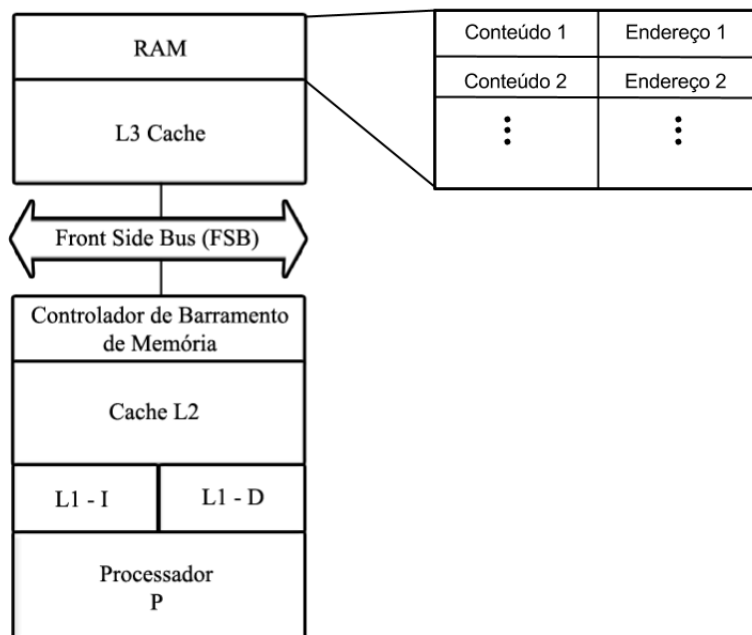 RAM
L3 Cache
Conteúdo 1
Endereço 1
Conteúdo 2
Endereço 2
Front Side Bus (FSB)
Controlador de Barramento
de Memória
Cache L2
L1 - I
L1 - D
Processador
P